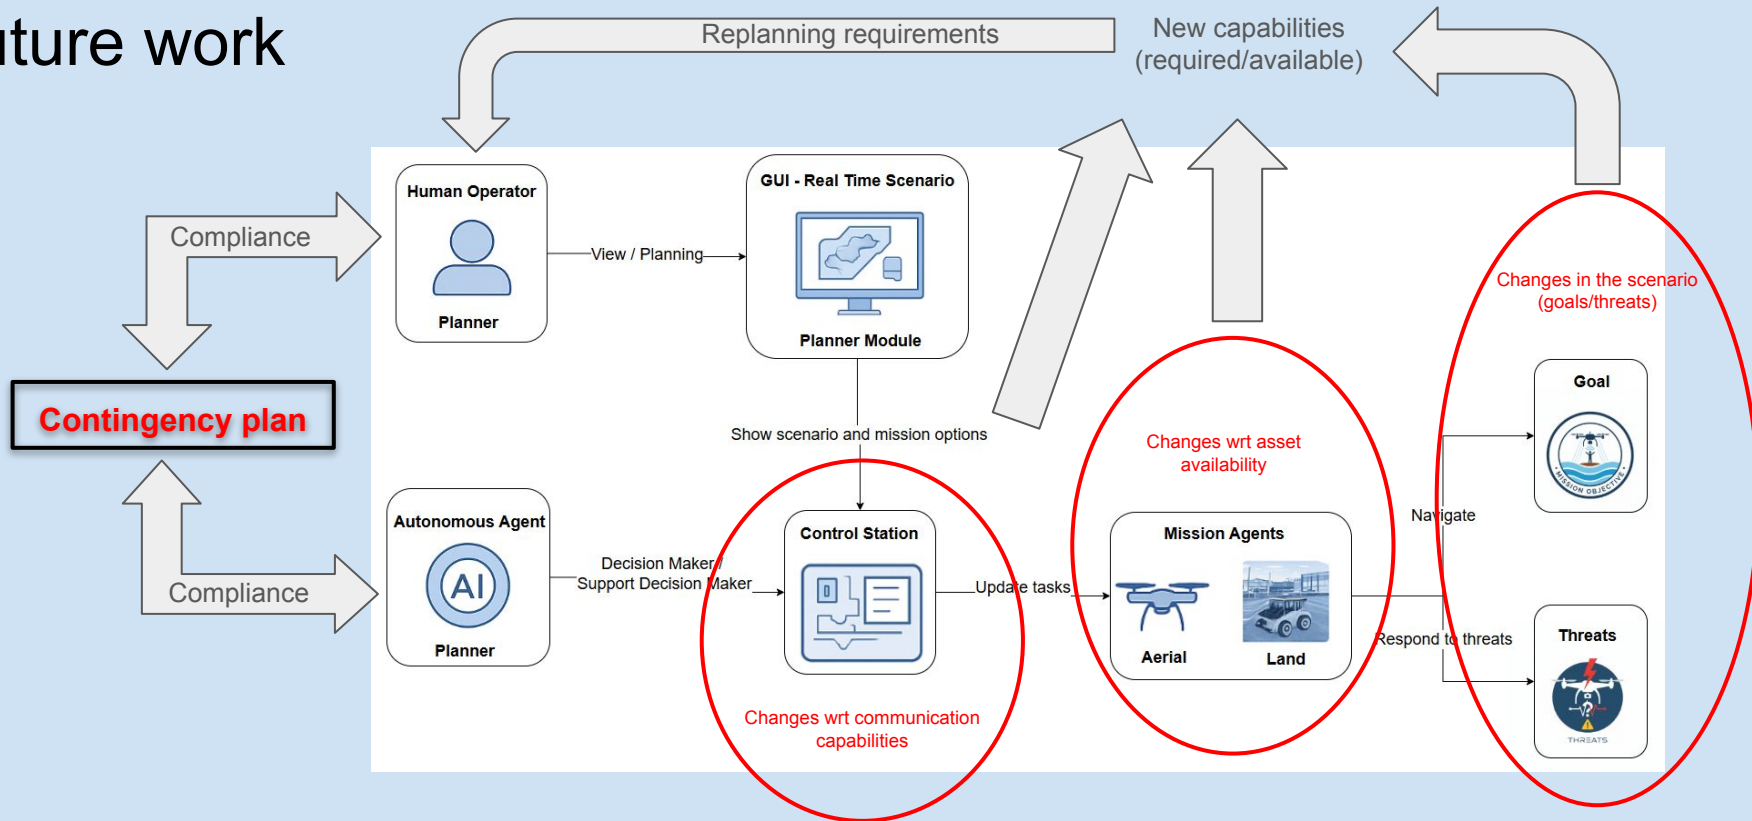 uture work
Replanning requirements
New capabilities
(required/available)
Human Operator
Planner
View / Planning
GUI - Real Time Scenario
Planner Module
Compliance
Contingency plan
Compliance
Changes in the scenario
(goals/threats)
Show scenario and mission options
Changes wrt asset
availability
Goal
MISSION OBJECTIVE
Autonomous Agent
AI
Planner
Decision Maker /
Support Decision Maker
Control Station
Changes wrt communication
capabilities
Update tasks
Mission Agents
Aerial
Land
Navigate
Respond to threats
Threats
THREATS